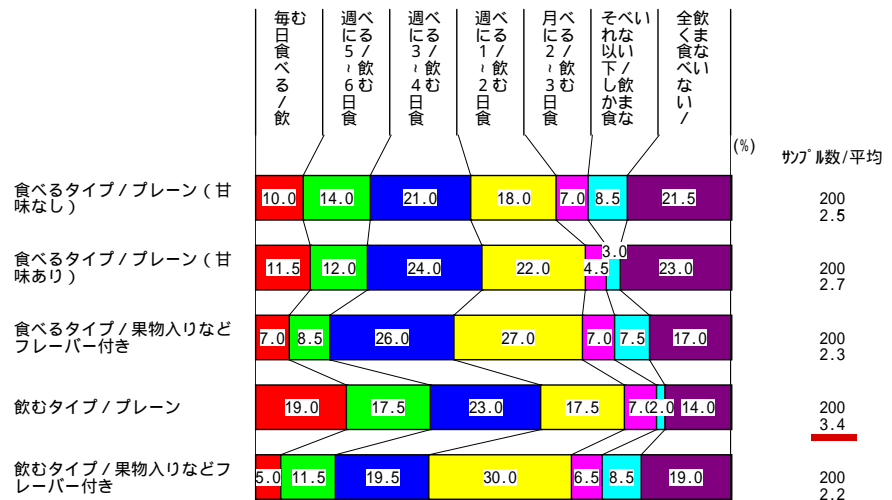 毎日食べる/飲
む
週に5~6日食
べる/飲む
週に3~4日食
べる/飲む
週に1~2日食
べる/飲む
月に2~3日食
べる/飲む
それ以下しか食
べない/飲まな
い
全く食べない/
飲まない
(%)
ｻﾝﾌﾟﾙ数/平均
食べるタイプ/プレーン(甘
味なし)
10.0 14.0 21.0 18.0 7.0 8.5 21.5
200
2.5
食べるタイプ/プレーン(甘
味あり)
11.5 12.0 24.0 22.0 4.5 3.0 23.0
200
2.7
食べるタイプ/果物入りなど
フレーバー付き
7.0 8.5 26.0 27.0 7.0 7.5 17.0
200
2.3
飲むタイプ/プレーン
19.0 17.5 23.0 17.5 7.0 2.0 14.0
200
3.4
飲むタイプ/果物入りなどフ
レーバー付き
5.0 11.5 19.5 30.0 6.5 8.5 19.0
200
2.2